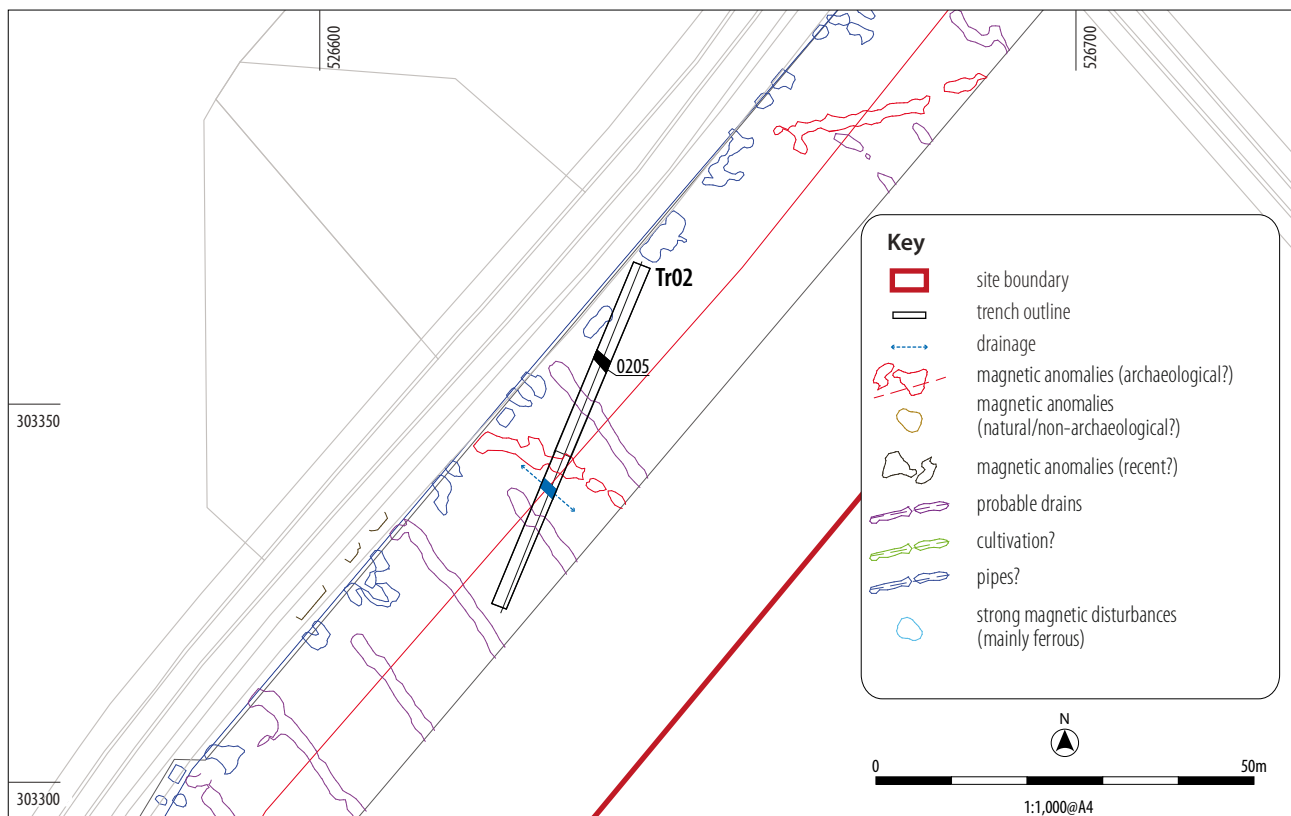 526600
526700
Tr02
0205
303350
303300
Key
site boundary
trench outline
drainage
magnetic anomalies (archaeological?)
magnetic anomalies
(natural/non-archaeological?)
magnetic anomalies (recent?)
probable drains
cultivation?
pipes?
strong magnetic disturbances
(mainly ferrous)
N
0
50m
1:1,000@A4